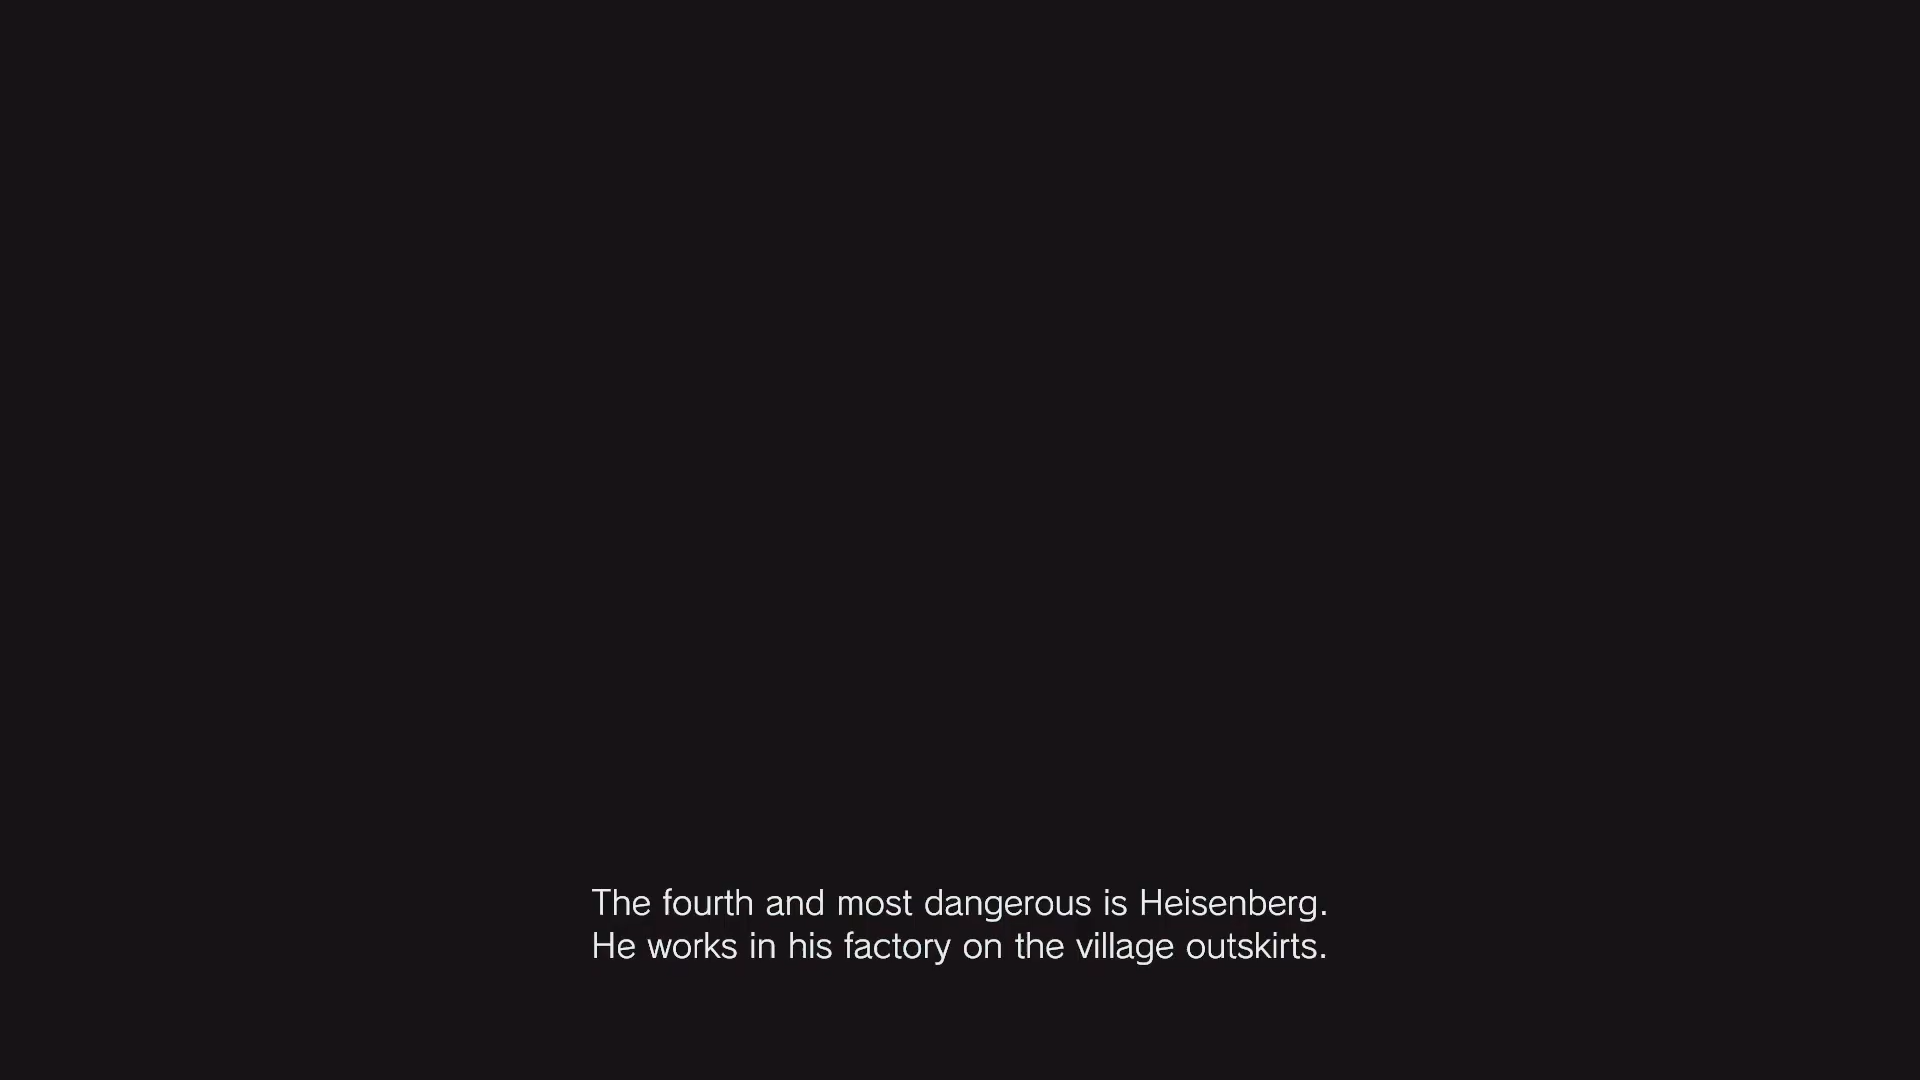 The fourth and most dangerous is Heisenberg.
He works in his factory on the village outskirts.